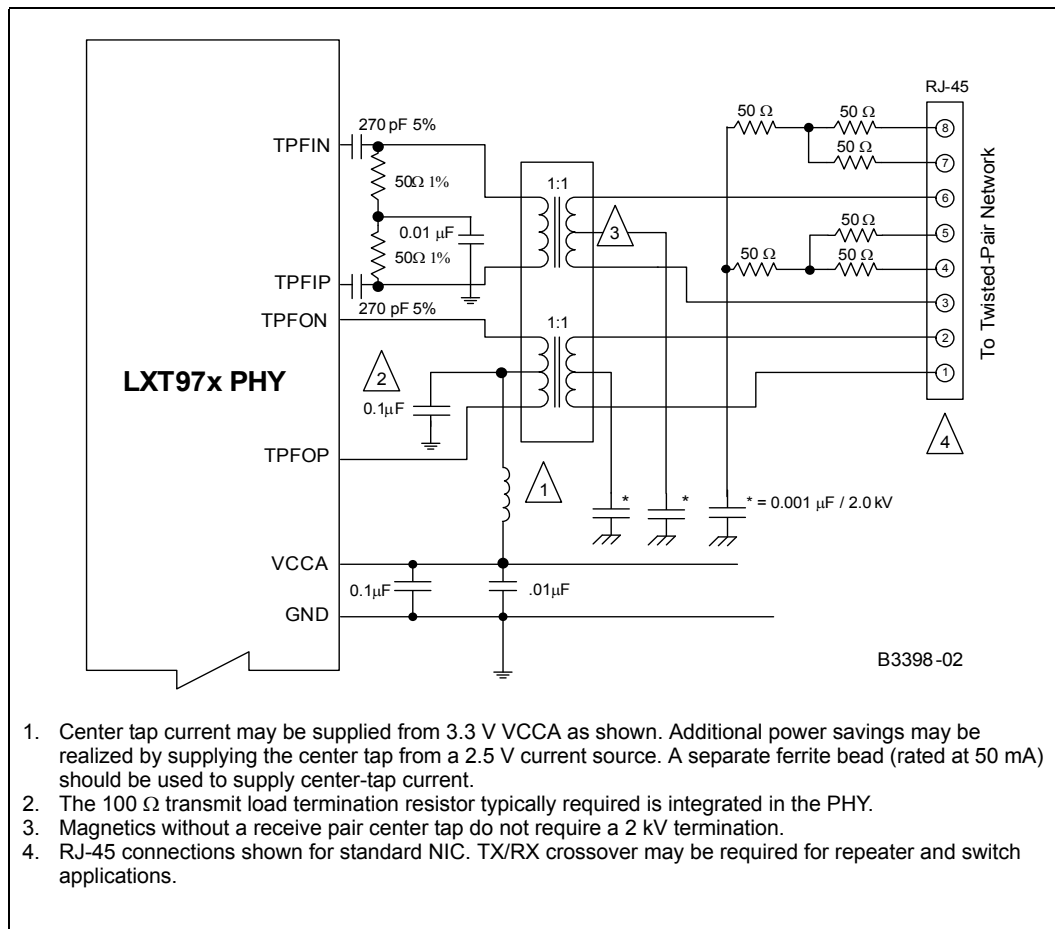 RJ-45
50 Ω
50 Ω
8
270 pF 5%
TPFIN
50 Ω
7
50Ω 1%
1:1
6
50 Ω
5
0.01 µF
3
50 Ω
50 Ω
4
50Ω 1%
TPFIP
3
270 pF 5%
TPFON
1:1
2
LXT97x PHY
2
1
0.1µF
4
TPFOP
1
*
*
* = 0.001 µF / 2.0 kV
To Twisted-Pair Network
VCCA
0.1µF
.01µF
GND
B3398-02
1. Center tap current may be supplied from 3.3 V VCCA as shown. Additional power savings may be
realized by supplying the center tap from a 2.5 V current source. A separate ferrite bead (rated at 50 mA)
should be used to supply center-tap current.
2. The 100 Ω transmit load termination resistor typically required is integrated in the PHY.
3. Magnetics without a receive pair center tap do not require a 2 kV termination.
4. RJ-45 connections shown for standard NIC. TX/RX crossover may be required for repeater and switch
applications.